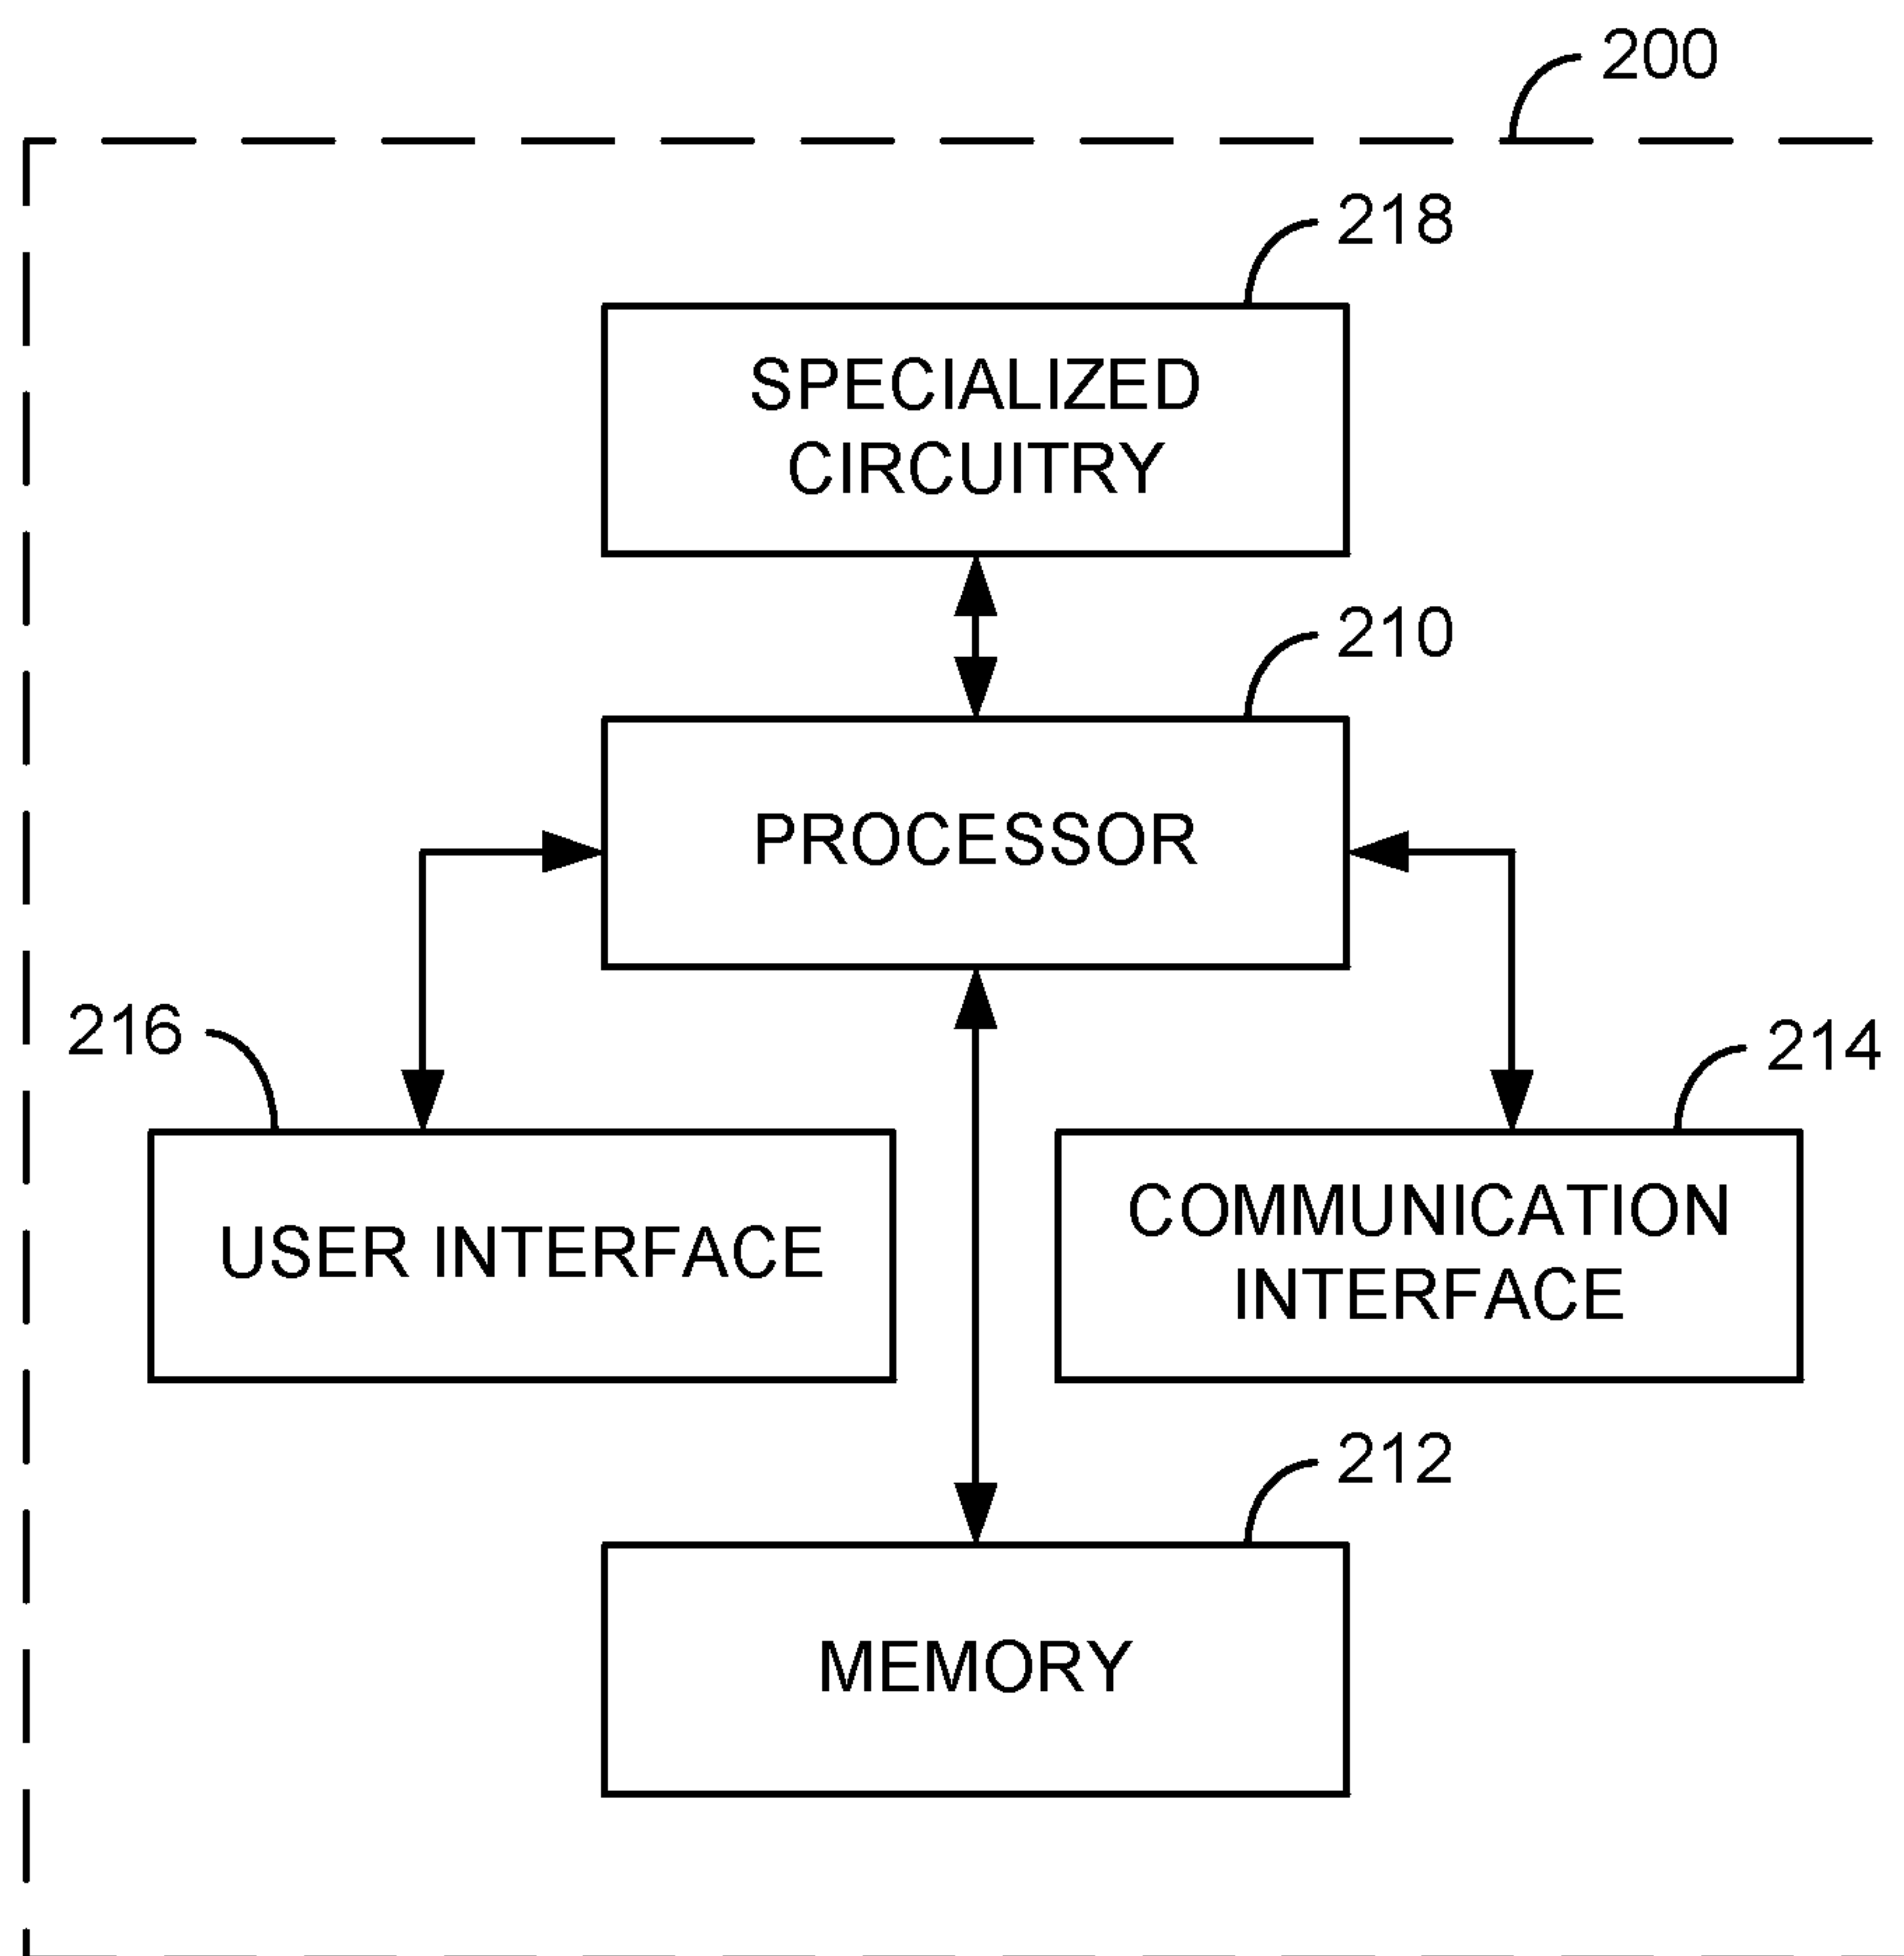 200
218
SPECIALIZED
CIRCUITRY
210
PROCESSOR
216
214
USER INTERFACE
COMMUNICATION
INTERFACE
212
MEMORY